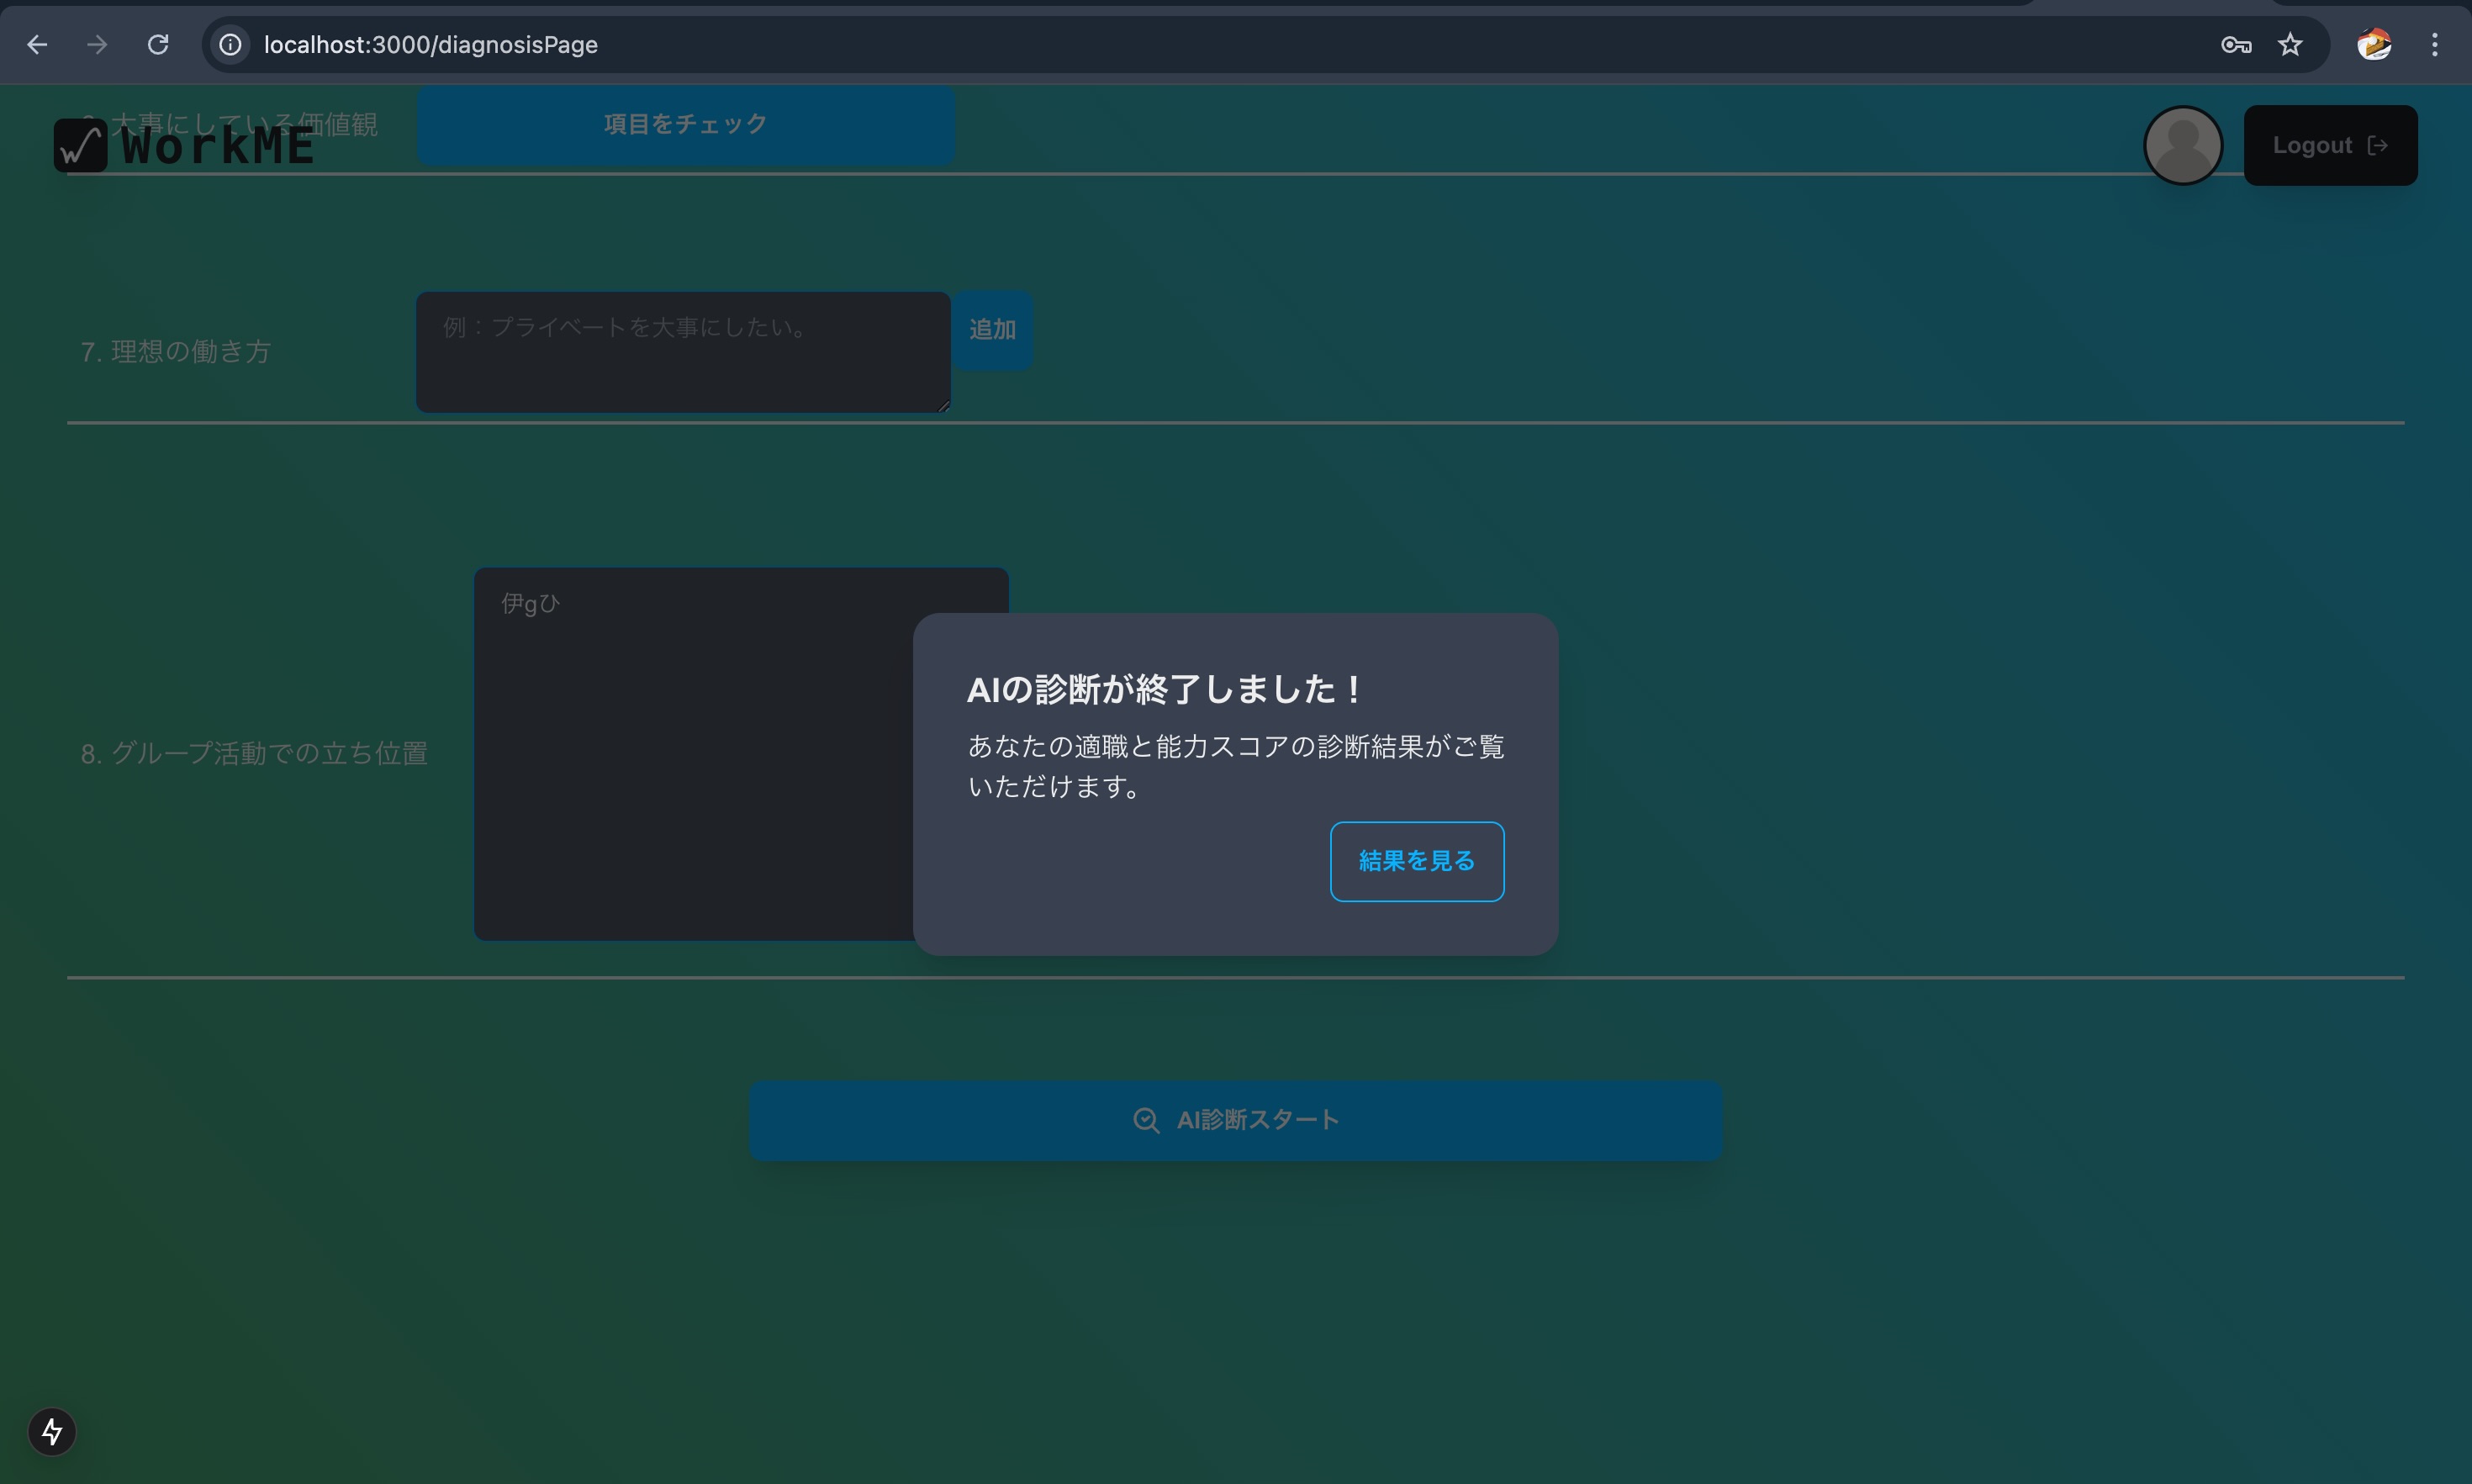 localhost:3000/diagnosisPage
大事にしている価値観
項目をチェック
WorkME
Logout
7. 理想の働き方
例：プライベートを大事にしたい。
追加
8. グループ活動での立ち位置
伊gひ
AIの診断が終了しました！
あなたの適職と能力スコアの診断結果がご覧
いただけます。
結果を見る
AI診断スタート